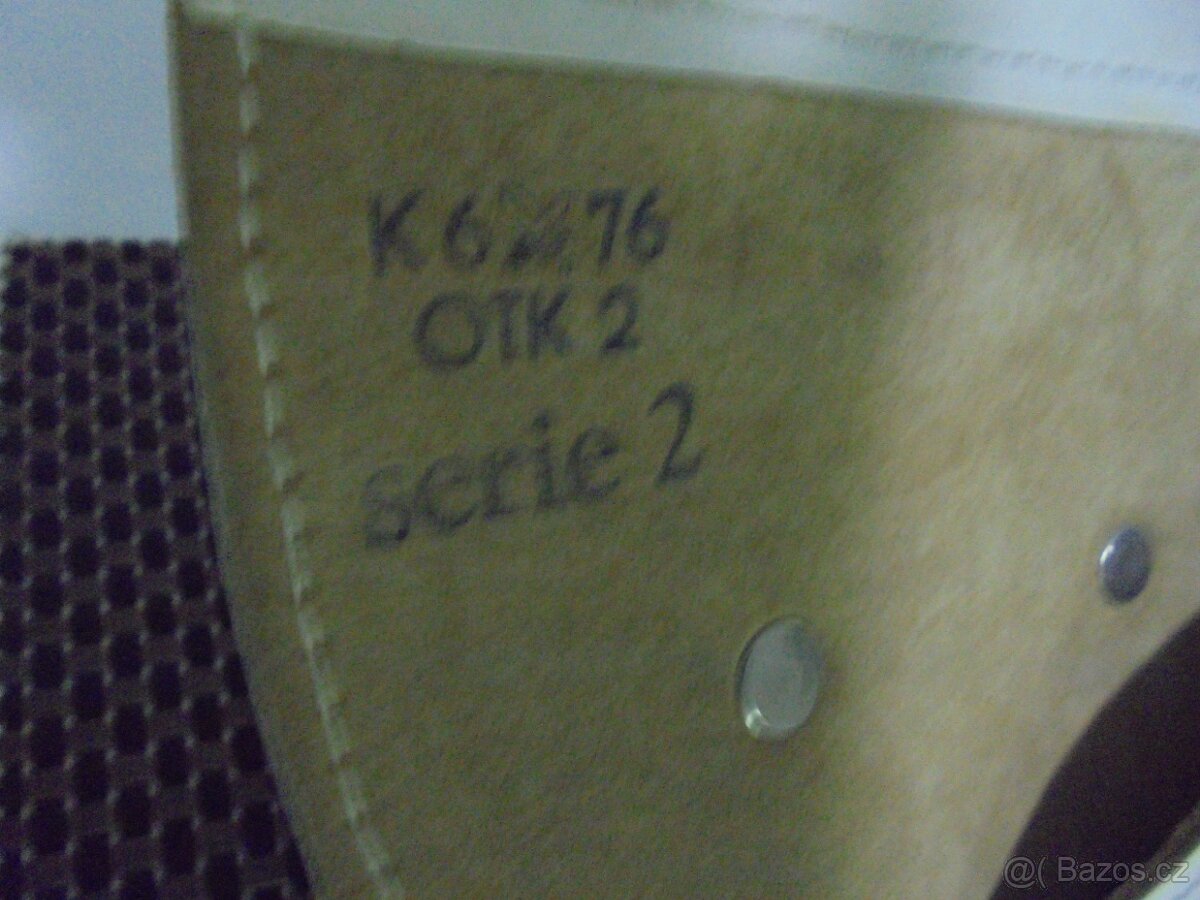 OTK 2
serie 2
@( Bazos.cz